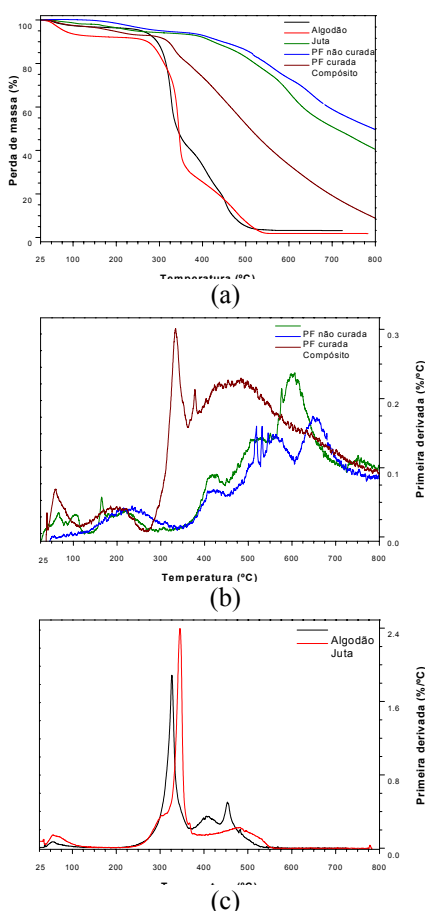 100
80
60
40
20
0
Perda de massa (%)
Algodão
Juta
PF não curada
PF curada
Compósito
25 100 200 300 400 500 600 700 800
Temperatura (ºC)
(a)
PF não curada
PF curada
Compósito
0.3
0.2
0.1
0.0
Primeira derivada (%/ºC)
25 100 200 300 400 500 600 700 800
Temperatura (ºC)
(b)
Algodão
Juta
2.4
1.6
0.8
0.0
Primeira derivada (%/ºC)
25 100 200 300 400 500 600 700 800
Temperatura (ºC)
(c)